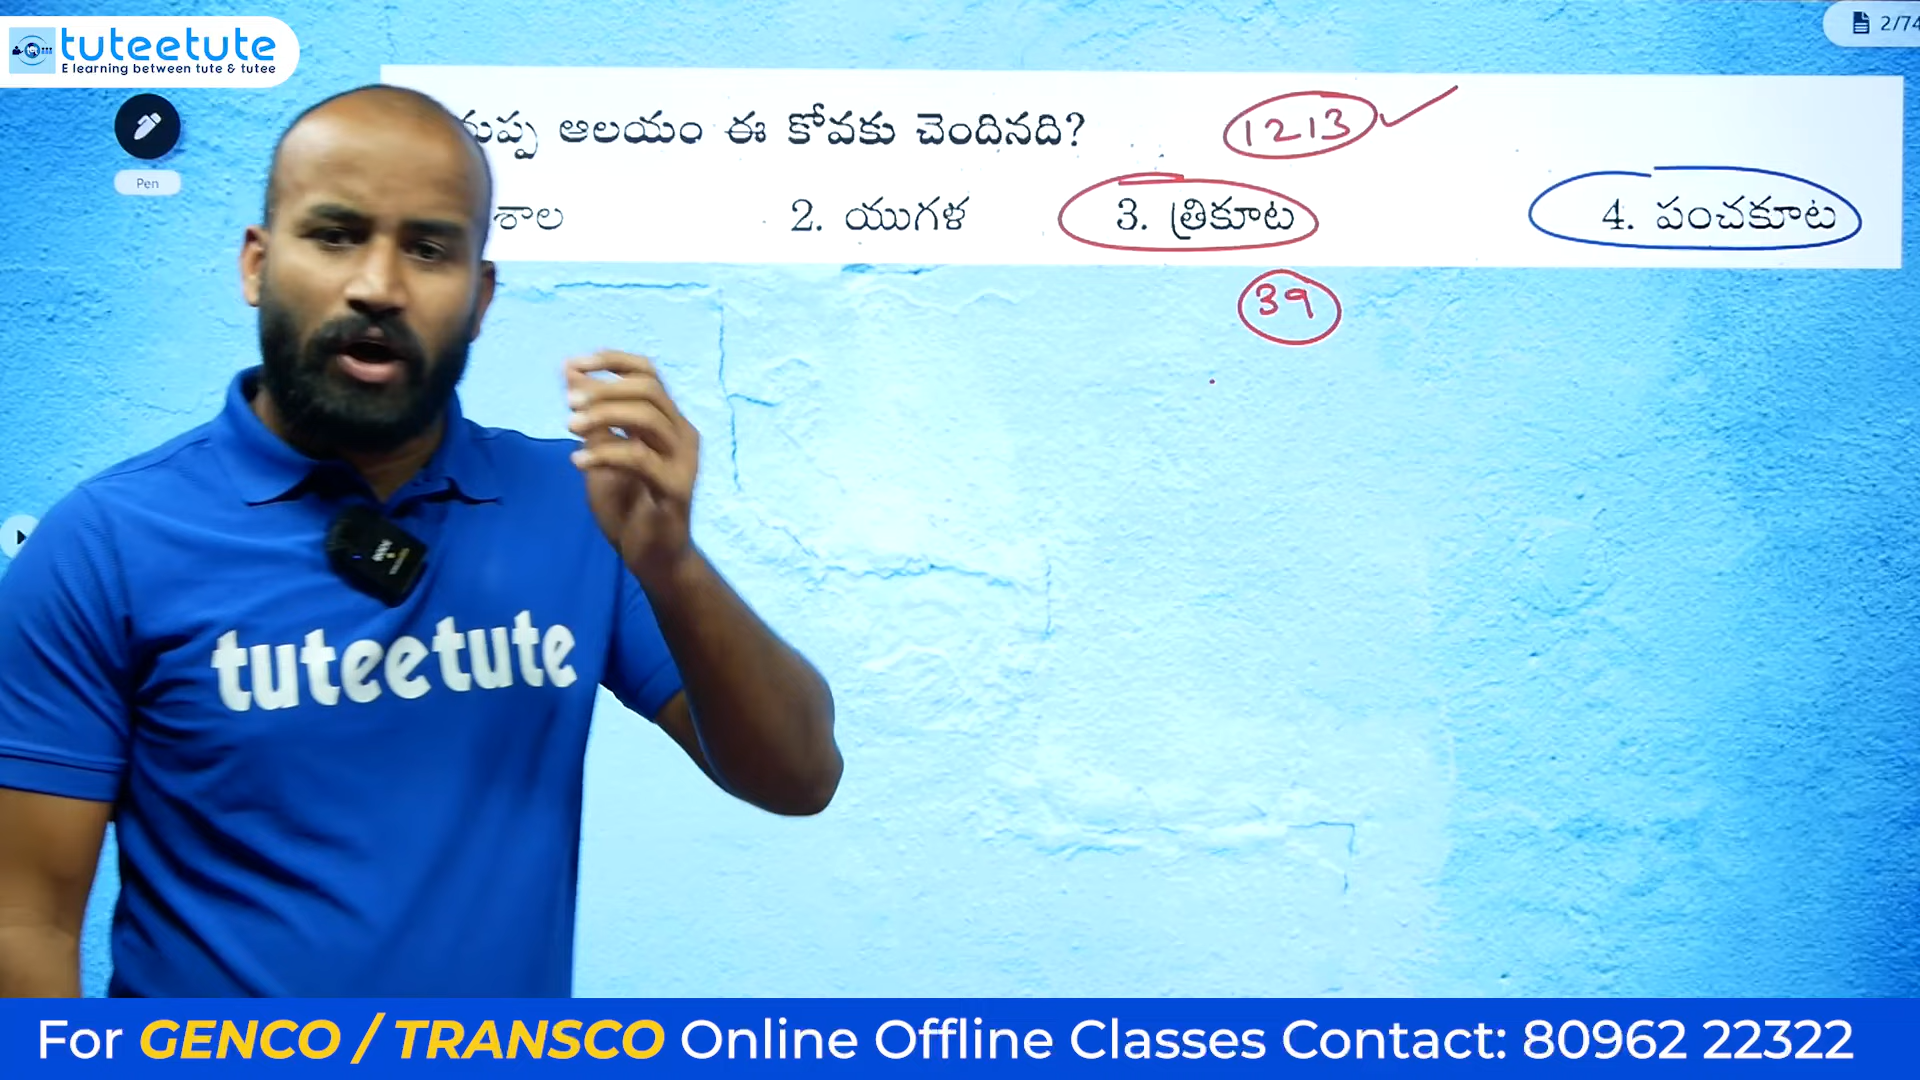 tuteetute
E learning between tute & tutee
2/74
Pen
ఆలయం ఈ కోవకు చెందినది? 1213
శాల 2. యుగళ 3. త్రికూట 4. పంచకూట
39
tuteetute
For GENCO / TRANSCO Online Offline Classes Contact: 80962 22322